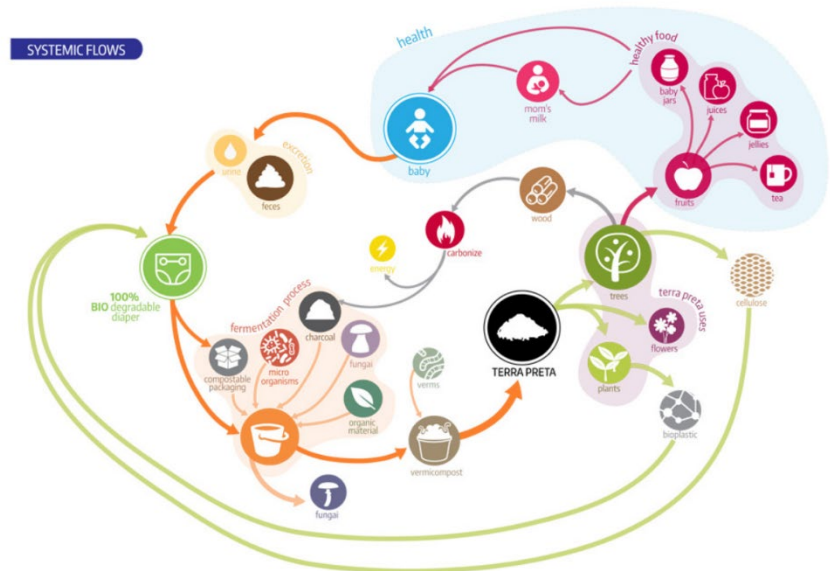 SYSTEMIC FLOWS
health
healthy food
baby
jars
juices
jellies
tea
fruits
mom's
milk
baby
excretion
urine
feces
wood
carbonize
energy
trees
cellulose
terra preta uses
flowers
plants
bioplastic
TERRA PRETA
100%
BIO degradable
diaper
fermentation process
charcoal
fungai
compostable
packaging
micro
organisms
organic
material
verms
vermicompost
fungai